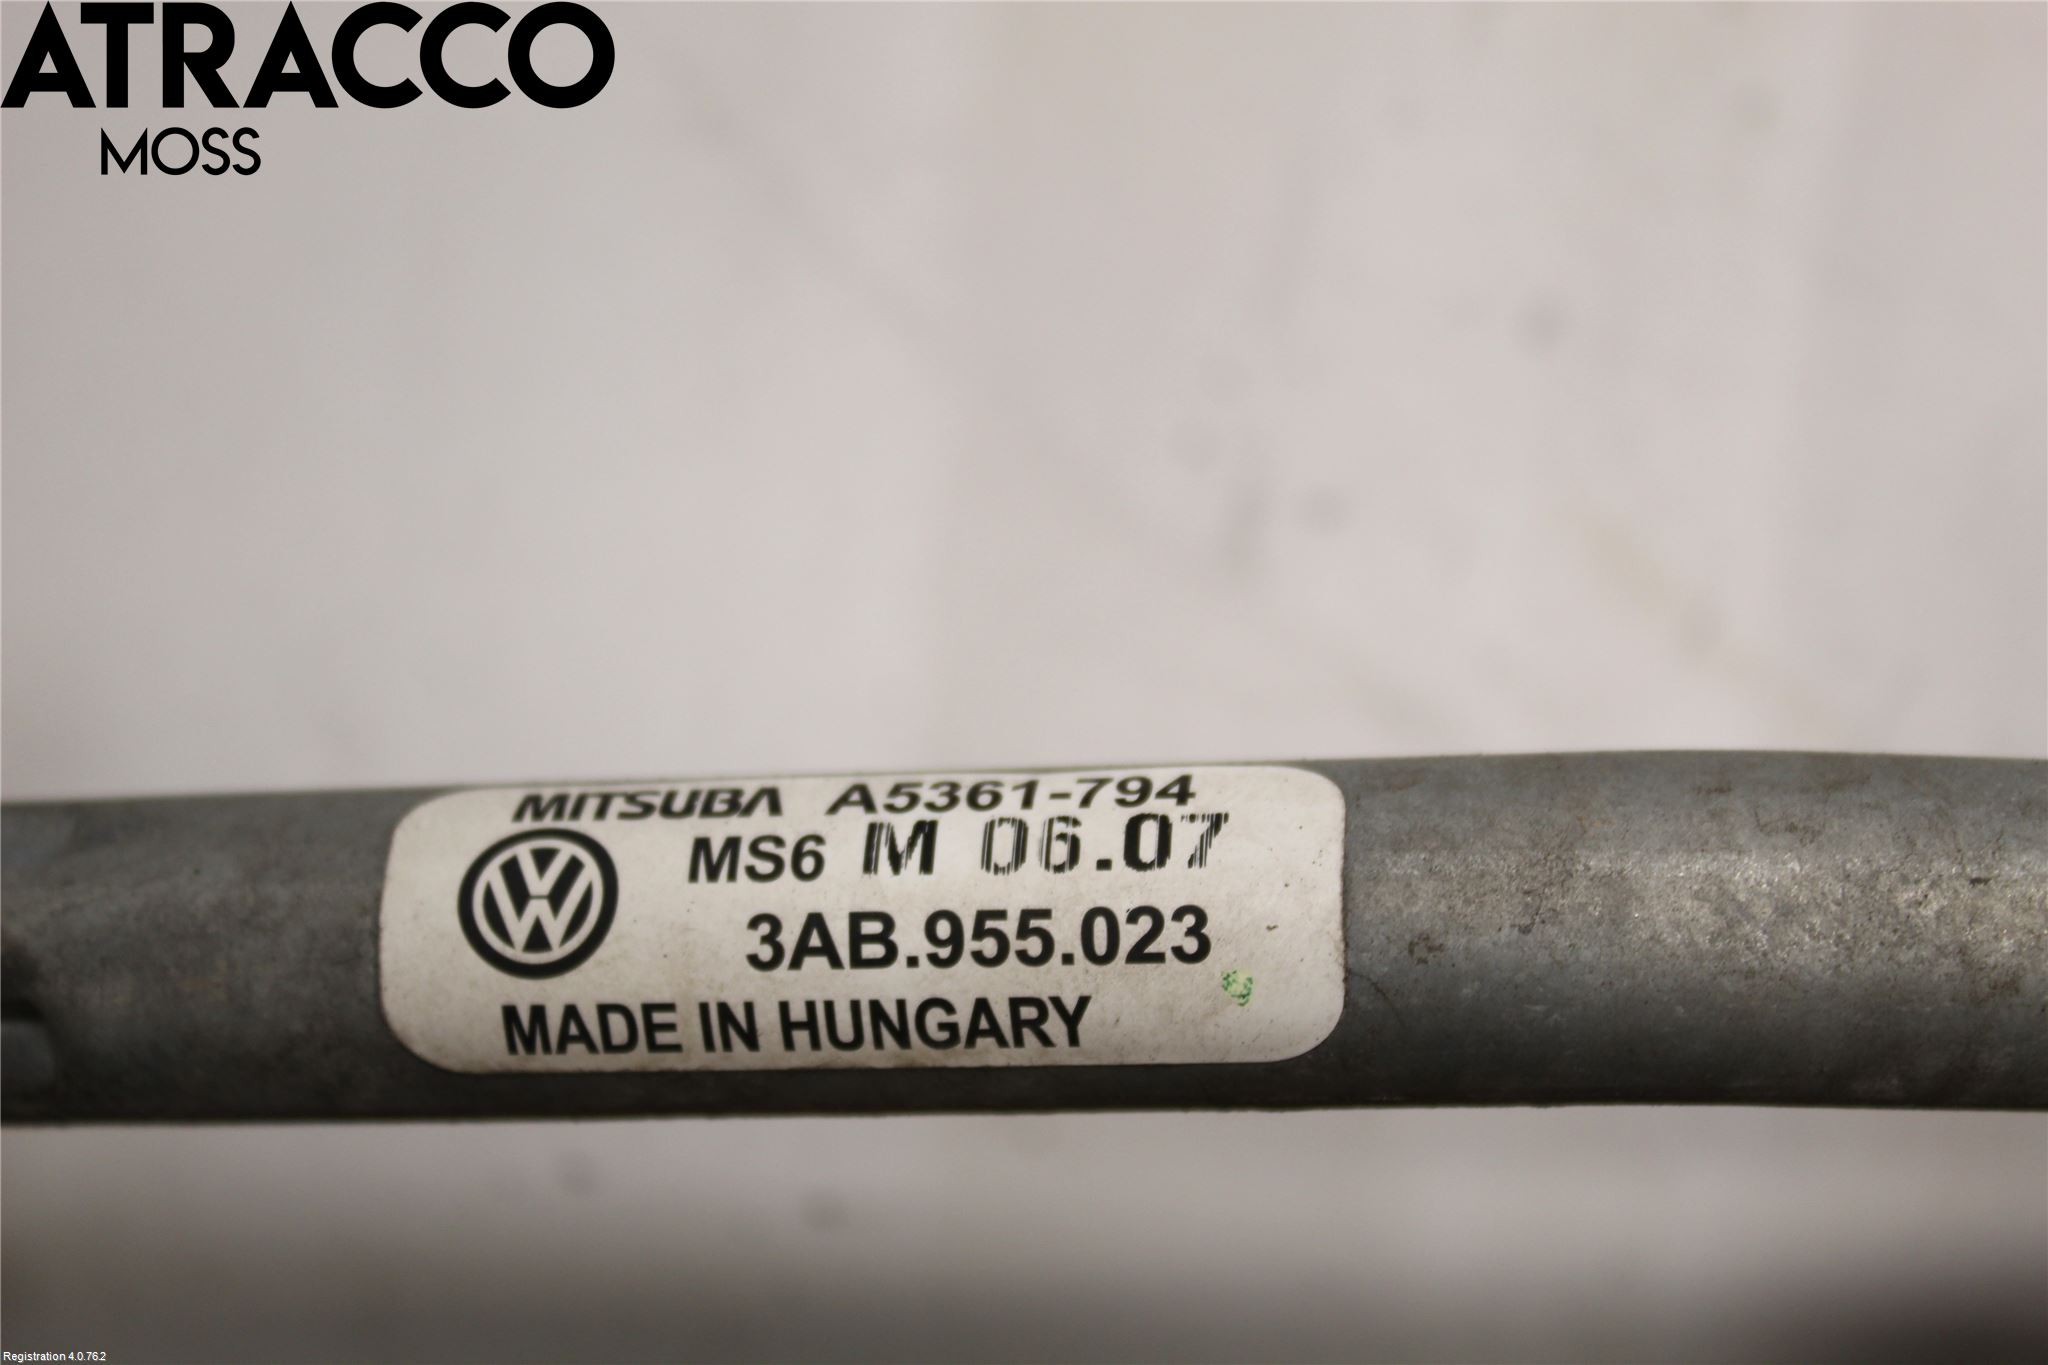 ATRACCO
MOSS
MITSUBA A5361-794
MS6 M 06.07
3AB.955.023
MADE IN HUNGARY
Registration 4.0.76.2